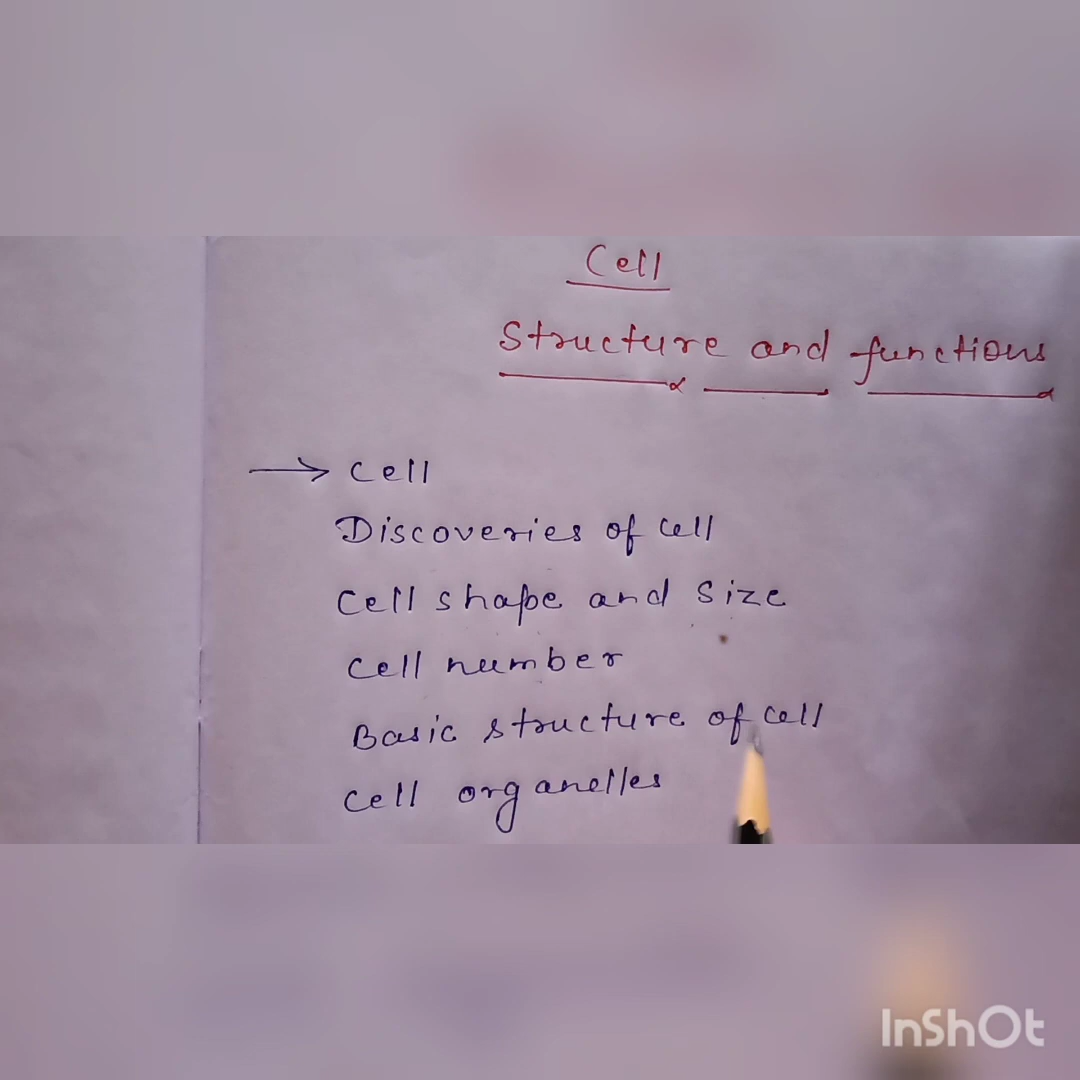 Cell
Structure and functions
→ Cell
Discoveries of cell
Cell shape and size
Cell number
Basic structure of cell
Cell organelles
InShOt